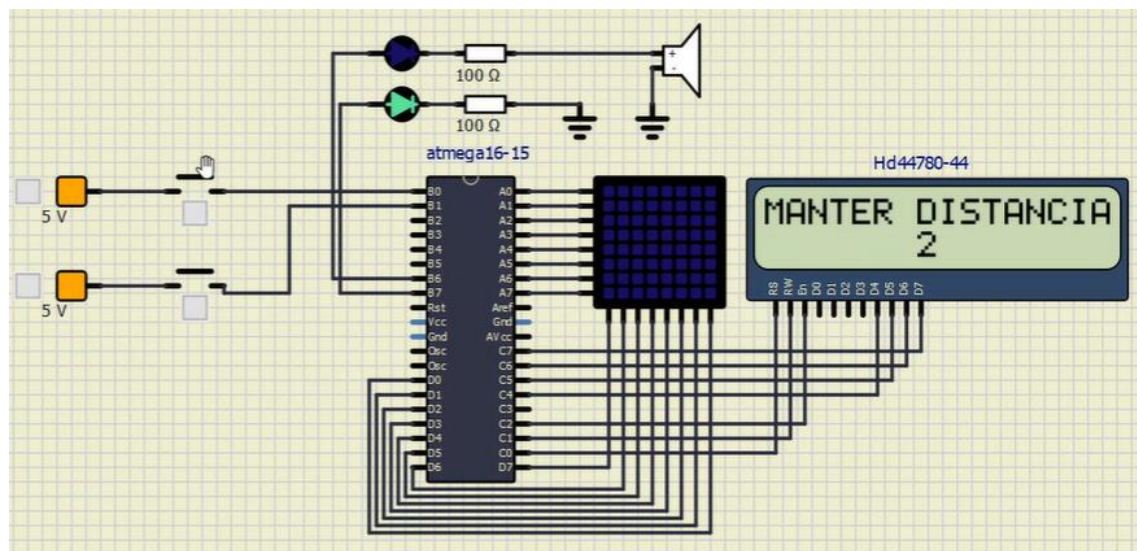 100 Ω
100 Ω
atmega16-15
Hd44780-44
5 V
5 V
MANTER DISTANCIA
2
RS RW En D0 D1 D2 D3 D4 D5 D6 D7
B0 A0
B1 A1
B2 A2
B3 A3
B4 A4
B5 A5
B6 A6
B7 A7
Rst Aref
Vcc Gnd
Gnd AVcc
Osc C7
Osc C6
D0 C5
D1 C4
D2 C3
D3 C2
D4 C1
D5 C0
D6 D7
+
-